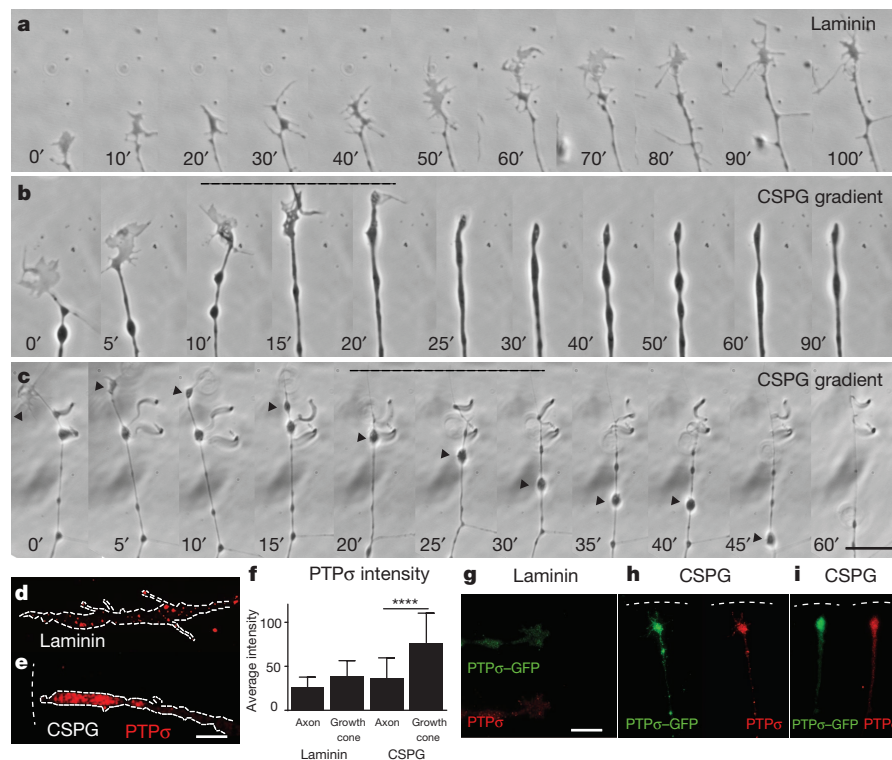 a
Laminin
0′ 10′ 20′ 30′ 40′ 50′ 60′ 70′ 80′ 90′ 100′
b
CSPG gradient
0′ 5′ 10′ 15′ 20′ 25′ 30′ 40′ 50′ 60′ 90′
c
CSPG gradient
0′ 5′ 10′ 15′ 20′ 25′ 30′ 35′ 40′ 45′ 60′
d
Laminin
e
CSPG PTPσ
f
PTPσ intensity
****
Average intensity
100
50
0
Axon Growth cone Axon Growth cone
Laminin CSPG
g Laminin
PTPσ–GFP
PTPσ
h CSPG
PTPσ–GFP PTPσ
i CSPG
PTPσ–GFP PTPσ